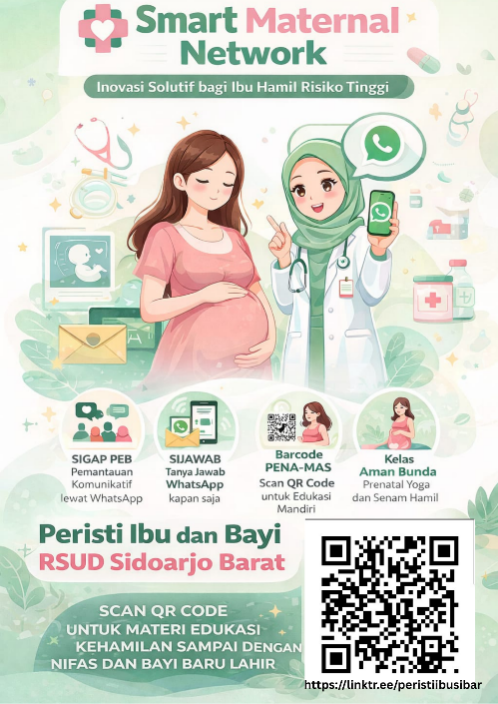 Smart Maternal
Network
Inovasi Solutif bagi Ibu Hamil Risiko Tinggi
SIGAP PEB
Pemantauan
Komunikatif
lewat WhatsApp
SIJAWAB
Tanya Jawab
WhatsApp
kapan saja
Barcode
PENA-MAS
Scan QR Code
untuk Edukasi
Mandiri
Kelas
Aman Bunda
Prenatal Yoga
dan Senam Hamil
Peristi Ibu dan Bayi
RSUD Sidoarjo Barat
SCAN QR CODE
UNTUK MATERI EDUKASI
KEHAMILAN SAMPAI DENGAN
NIFAS DAN BAYI BARU LAHIR
https://linktr.ee/peristiibusibar